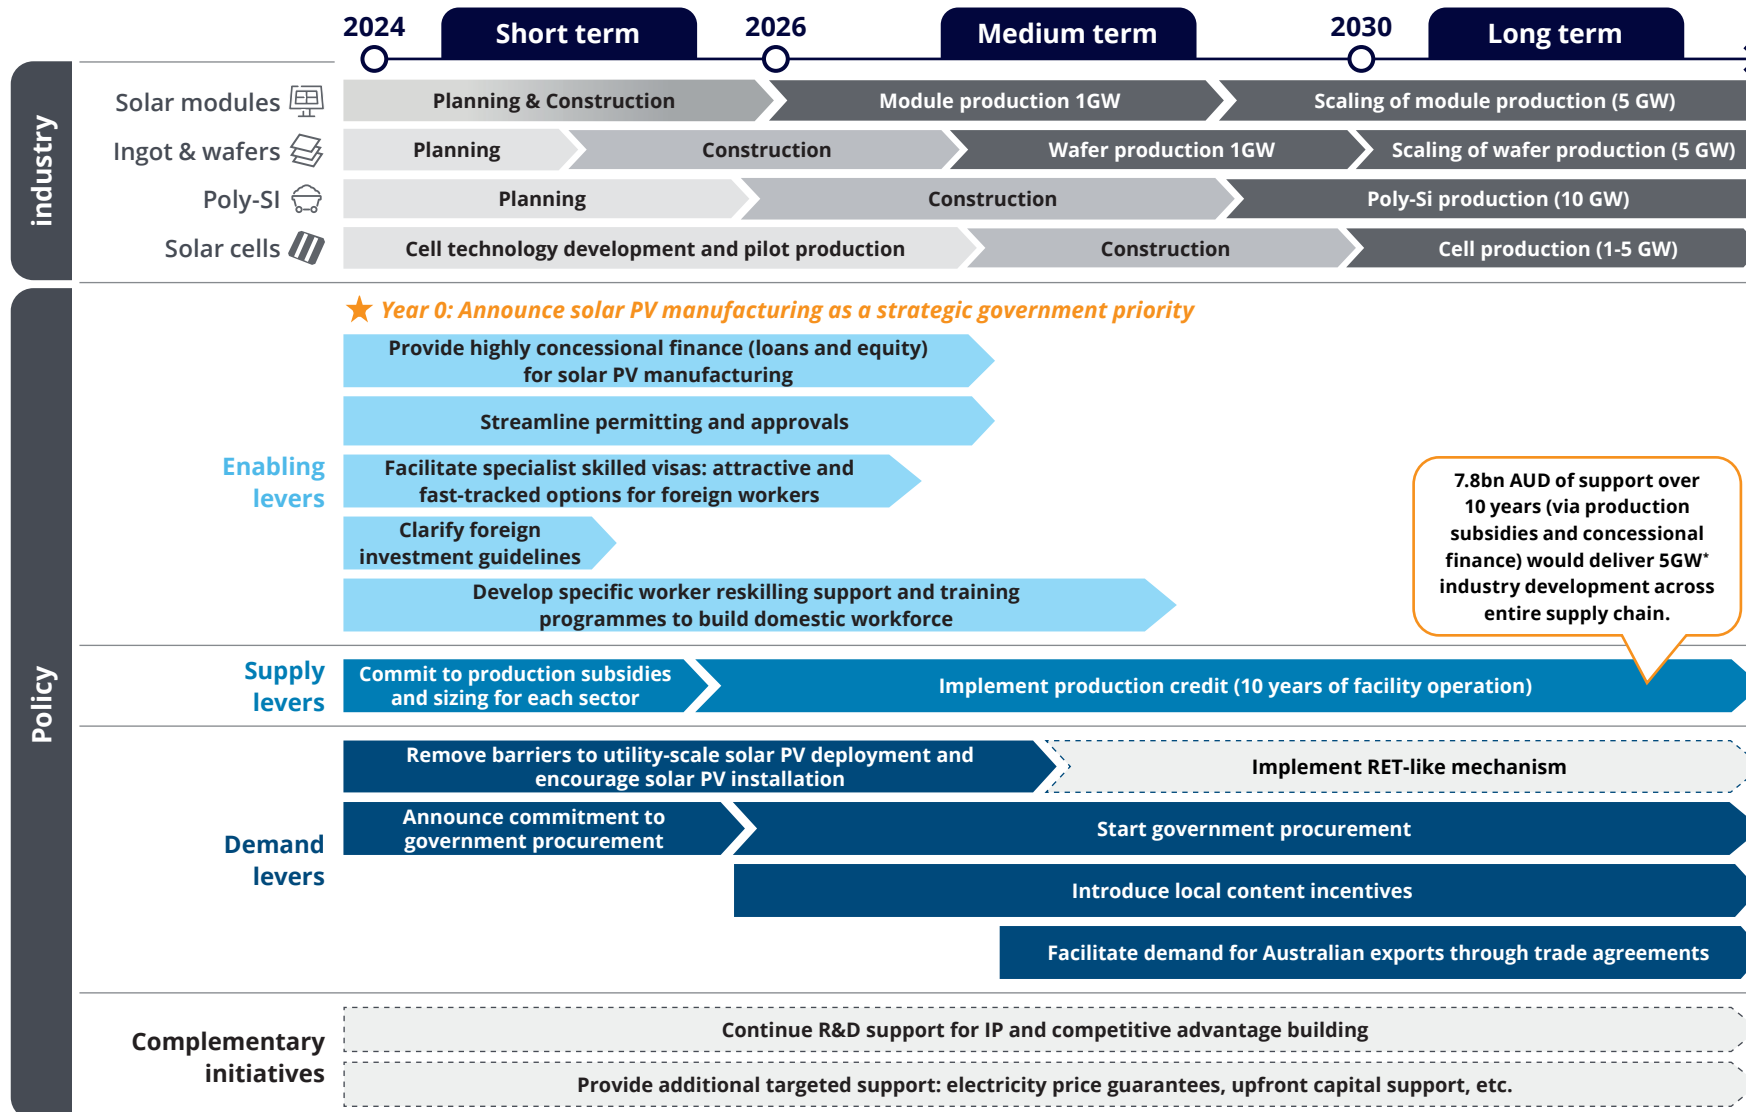 2024
Short term
2026
Medium term
2030
Long term
industry
Solar modules
Planning & Construction
Module production 1GW
Scaling of module production (5 GW)
Ingot & wafers
Planning
Construction
Wafer production 1GW
Scaling of wafer production (5 GW)
Poly-SI
Planning
Construction
Poly-Si production (10 GW)
Solar cells
Cell technology development and pilot production
Construction
Cell production (1-5 GW)
Policy
Year 0: Announce solar PV manufacturing as a strategic government priority
Enabling
levers
Provide highly concessional finance (loans and equity)
for solar PV manufacturing
Streamline permitting and approvals
Facilitate specialist skilled visas: attractive and
fast-tracked options for foreign workers
Clarify foreign
investment guidelines
Develop specific worker reskilling support and training
programmes to build domestic workforce
7.8bn AUD of support over
10 years (via production
subsidies and concessional
finance) would deliver 5GW*
industry development across
entire supply chain.
Supply
levers
Commit to production subsidies
and sizing for each sector
Implement production credit (10 years of facility operation)
Demand
levers
Remove barriers to utility-scale solar PV deployment and
encourage solar PV installation
Implement RET-like mechanism
Announce commitment to
government procurement
Start government procurement
Introduce local content incentives
Facilitate demand for Australian exports through trade agreements
Complementary
initiatives
Continue R&D support for IP and competitive advantage building
Provide additional targeted support: electricity price guarantees, upfront capital support, etc.